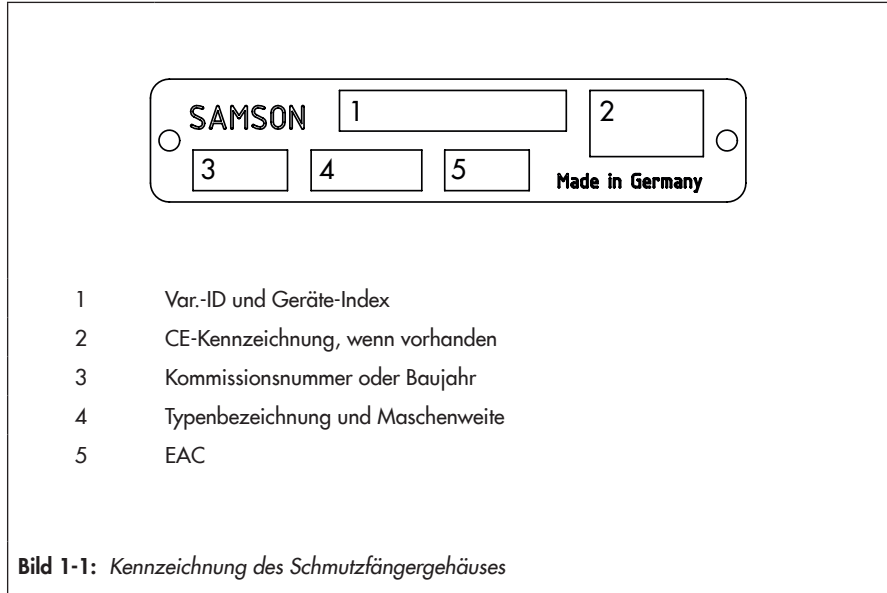 SAMSON 1 2
3 4 5 Made in Germany
1 Var.-ID und Geräte-Index
2 CE-Kennzeichnung, wenn vorhanden
3 Kommissionsnummer oder Baujahr
4 Typenbezeichnung und Maschenweite
5 EAC
Bild 1-1: Kennzeichnung des Schmutzfängergehäuses